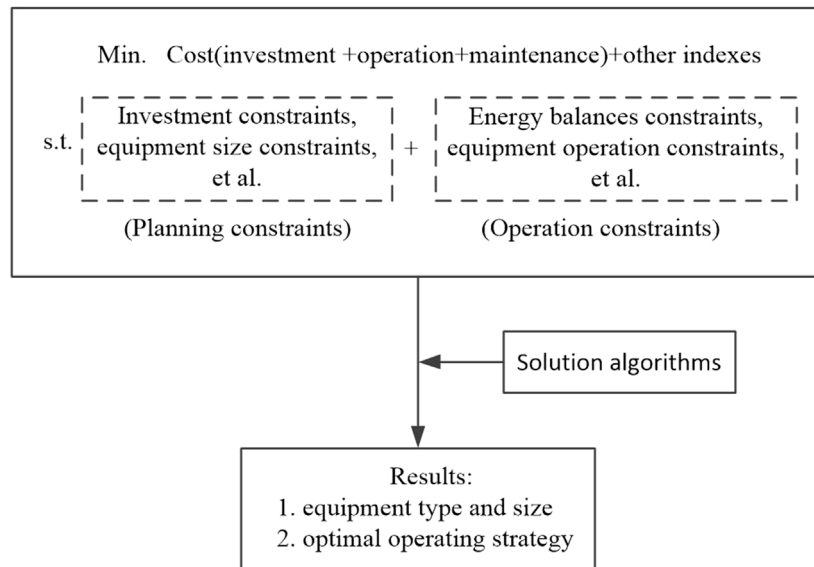 Min. Cost(investment +operation+maintenance)+other indexes
s.t.
Investment constraints,
equipment size constraints,
et al.
(Planning constraints)
+
Energy balances constraints,
equipment operation constraints,
et al.
(Operation constraints)
Solution algorithms
Results:
1. equipment type and size
2. optimal operating strategy